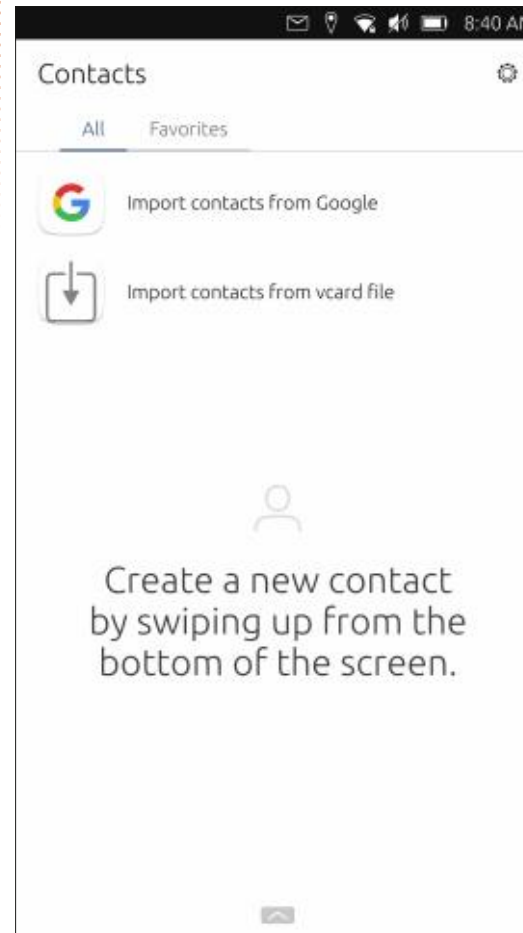 8:40 AM
Contacts
All Favorites
Import contacts from Google
Import contacts from vcard file
Create a new contact
by swiping up from the
bottom of the screen.